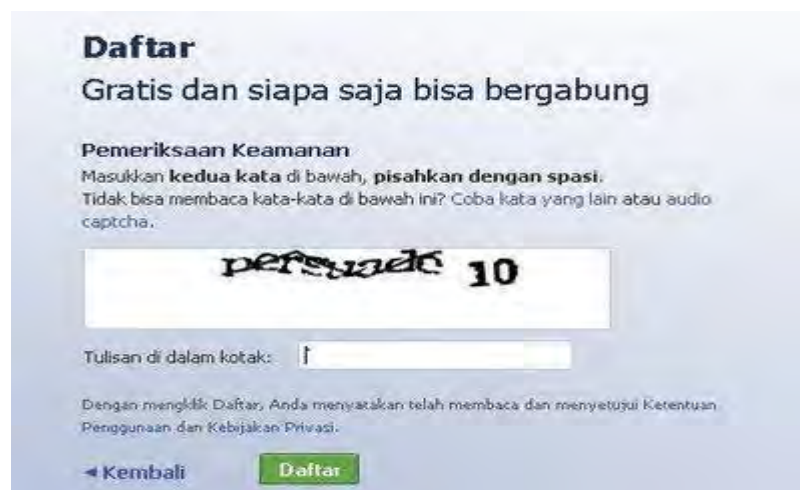 Daftar
Gratis dan siapa saja bisa bergabung
Pemeriksaan Keamanan
Masukkan kedua kata di bawah, pisahkan dengan spasi.
Tidak bisa membaca kata-kata di bawah ini? Coba kata yang lain atau audio
captcha.
persuade 10
Tulisan di dalam kotak:
Dengan mengklik Daftar, Anda menyatakan telah membaca dan menyetujui Ketentuan
Penggunaan dan Kebijakan Privasi.
◄ Kembali Daftar